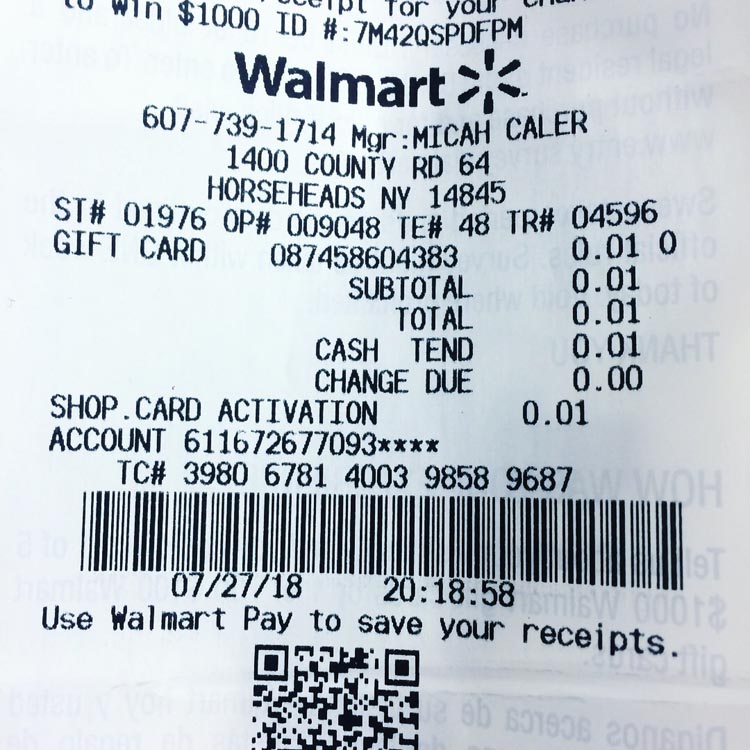 receipt for your
to win $1000 ID #:7M42QSPDFPM
Walmart
607-739-1714 Mgr:MICAH CALER
1400 COUNTY RD 64
HORSEHEADS NY 14845
ST# 01976 OP# 009048 TE# 48 TR# 04596
GIFT CARD 087458604383 0.01 O
SUBTOTAL 0.01
TOTAL 0.01
CASH TEND 0.01
CHANGE DUE 0.00
SHOP.CARD ACTIVATION 0.01
ACCOUNT 611672677093****
TC# 3980 6781 4003 9858 9687
07/27/18 20:18:58
Use Walmart Pay to save your receipts.